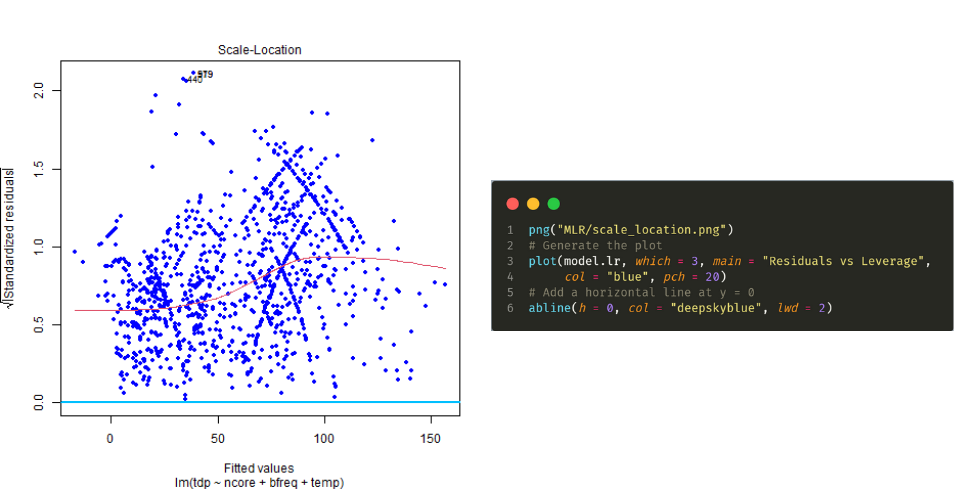 Scale-Location
√|Standardized residuals|
2.0
1.5
1.0
0.5
0.0
579
440
0 50 100 150
Fitted values
lm(tdp ~ ncore + bfreq + temp)
1 png("MLR/scale_location.png")
2 # Generate the plot
3 plot(model.lr, which = 3, main = "Residuals vs Leverage",
4 col = "blue", pch = 20)
5 # Add a horizontal line at y = 0
6 abline(h = 0, col = "deepskyblue", lwd = 2)